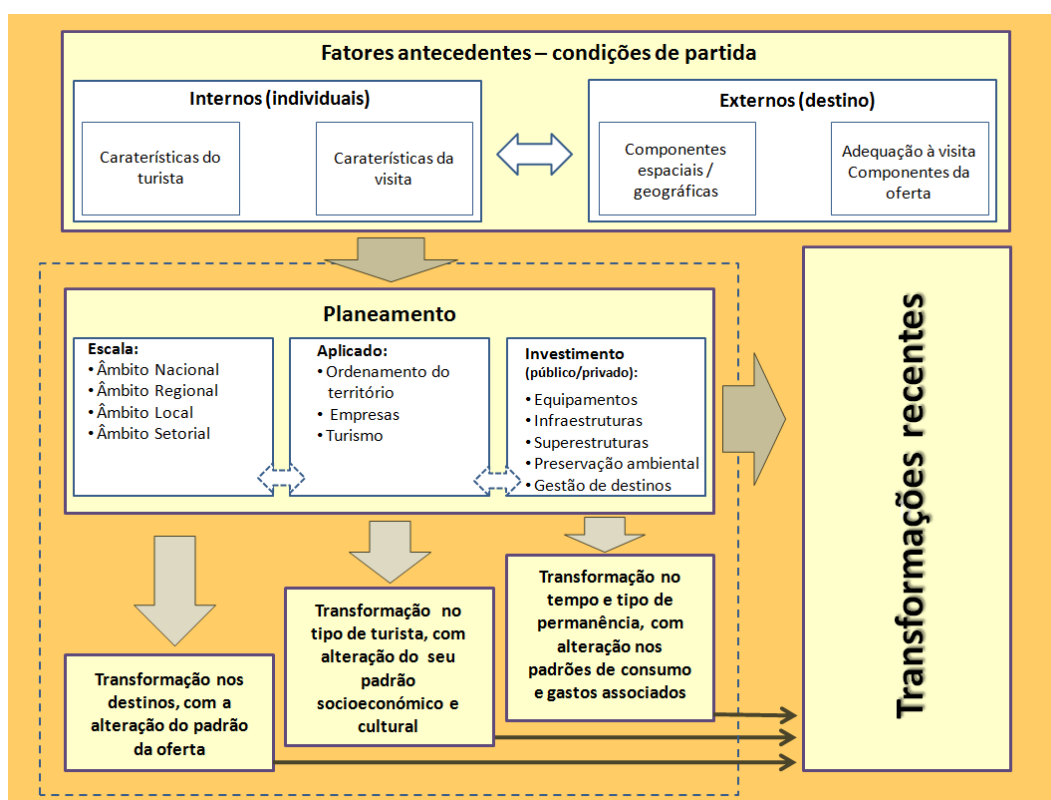 Fatores antecedentes – condições de partida
Internos (individuais)
Caraterísticas do
turista
Caraterísticas da
visita
Externos (destino)
Componentes
espaciais /
geográficas
Adequação à visita
Componentes da
oferta
Planeamento
Escala:
• Âmbito Nacional
• Âmbito Regional
• Âmbito Local
• Âmbito Setorial
Aplicado:
• Ordenamento do
território
• Empresas
• Turismo
Investimento
(público/privado):
• Equipamentos
• Infraestruturas
• Superestruturas
• Preservação ambiental
• Gestão de destinos
Transformação nos
destinos, com a
alteração do padrão
da oferta
Transformação no
tipo de turista, com
alteração do seu
padrão
socioeconómico e
cultural
Transformação no
tempo e tipo de
permanência, com
alteração nos
padrões de consumo
e gastos associados
Transformações recentes